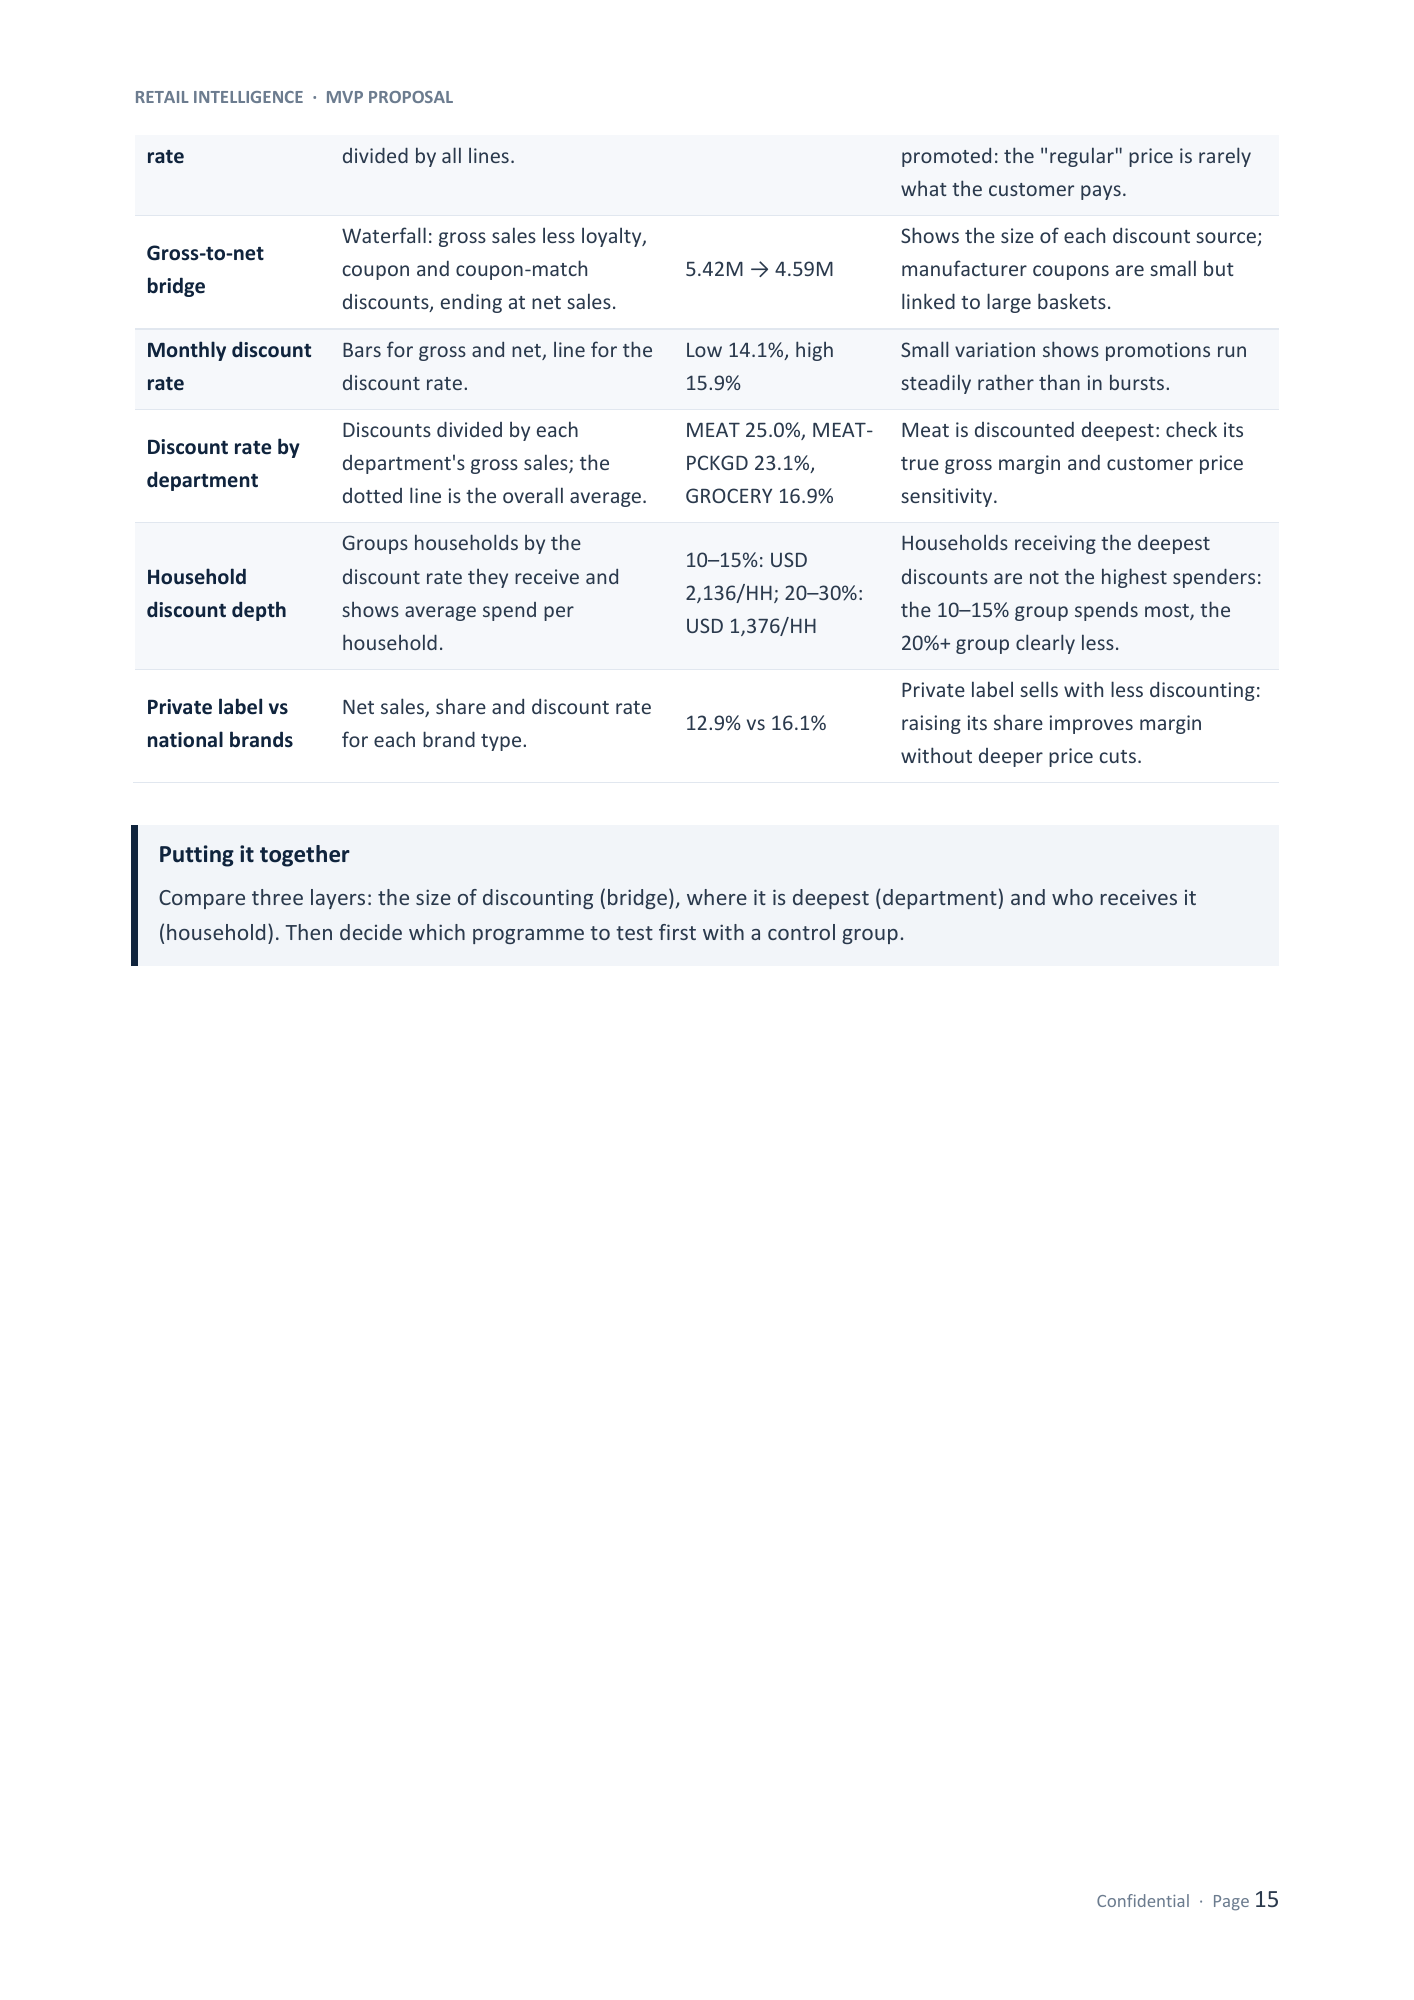 RETAIL INTELLIGENCE · MVP PROPOSAL
rate
divided by all lines.
promoted: the "regular" price is rarely
what the customer pays.
Gross-to-net
bridge
Waterfall: gross sales less loyalty,
coupon and coupon-match
discounts, ending at net sales.
5.42M → 4.59M
Shows the size of each discount source;
manufacturer coupons are small but
linked to large baskets.
Monthly discount
rate
Bars for gross and net, line for the
discount rate.
Low 14.1%, high
15.9%
Small variation shows promotions run
steadily rather than in bursts.
Discount rate by
department
Discounts divided by each
department's gross sales; the
dotted line is the overall average.
MEAT 25.0%, MEAT-
PCKGD 23.1%,
GROCERY 16.9%
Meat is discounted deepest: check its
true gross margin and customer price
sensitivity.
Household
discount depth
Groups households by the
discount rate they receive and
shows average spend per
household.
10–15%: USD
2,136/HH; 20–30%:
USD 1,376/HH
Households receiving the deepest
discounts are not the highest spenders:
the 10–15% group spends most, the
20%+ group clearly less.
Private label vs
national brands
Net sales, share and discount rate
for each brand type.
12.9% vs 16.1%
Private label sells with less discounting:
raising its share improves margin
without deeper price cuts.
Putting it together
Compare three layers: the size of discounting (bridge), where it is deepest (department) and who receives it
(household). Then decide which programme to test first with a control group.
Confidential · Page 15